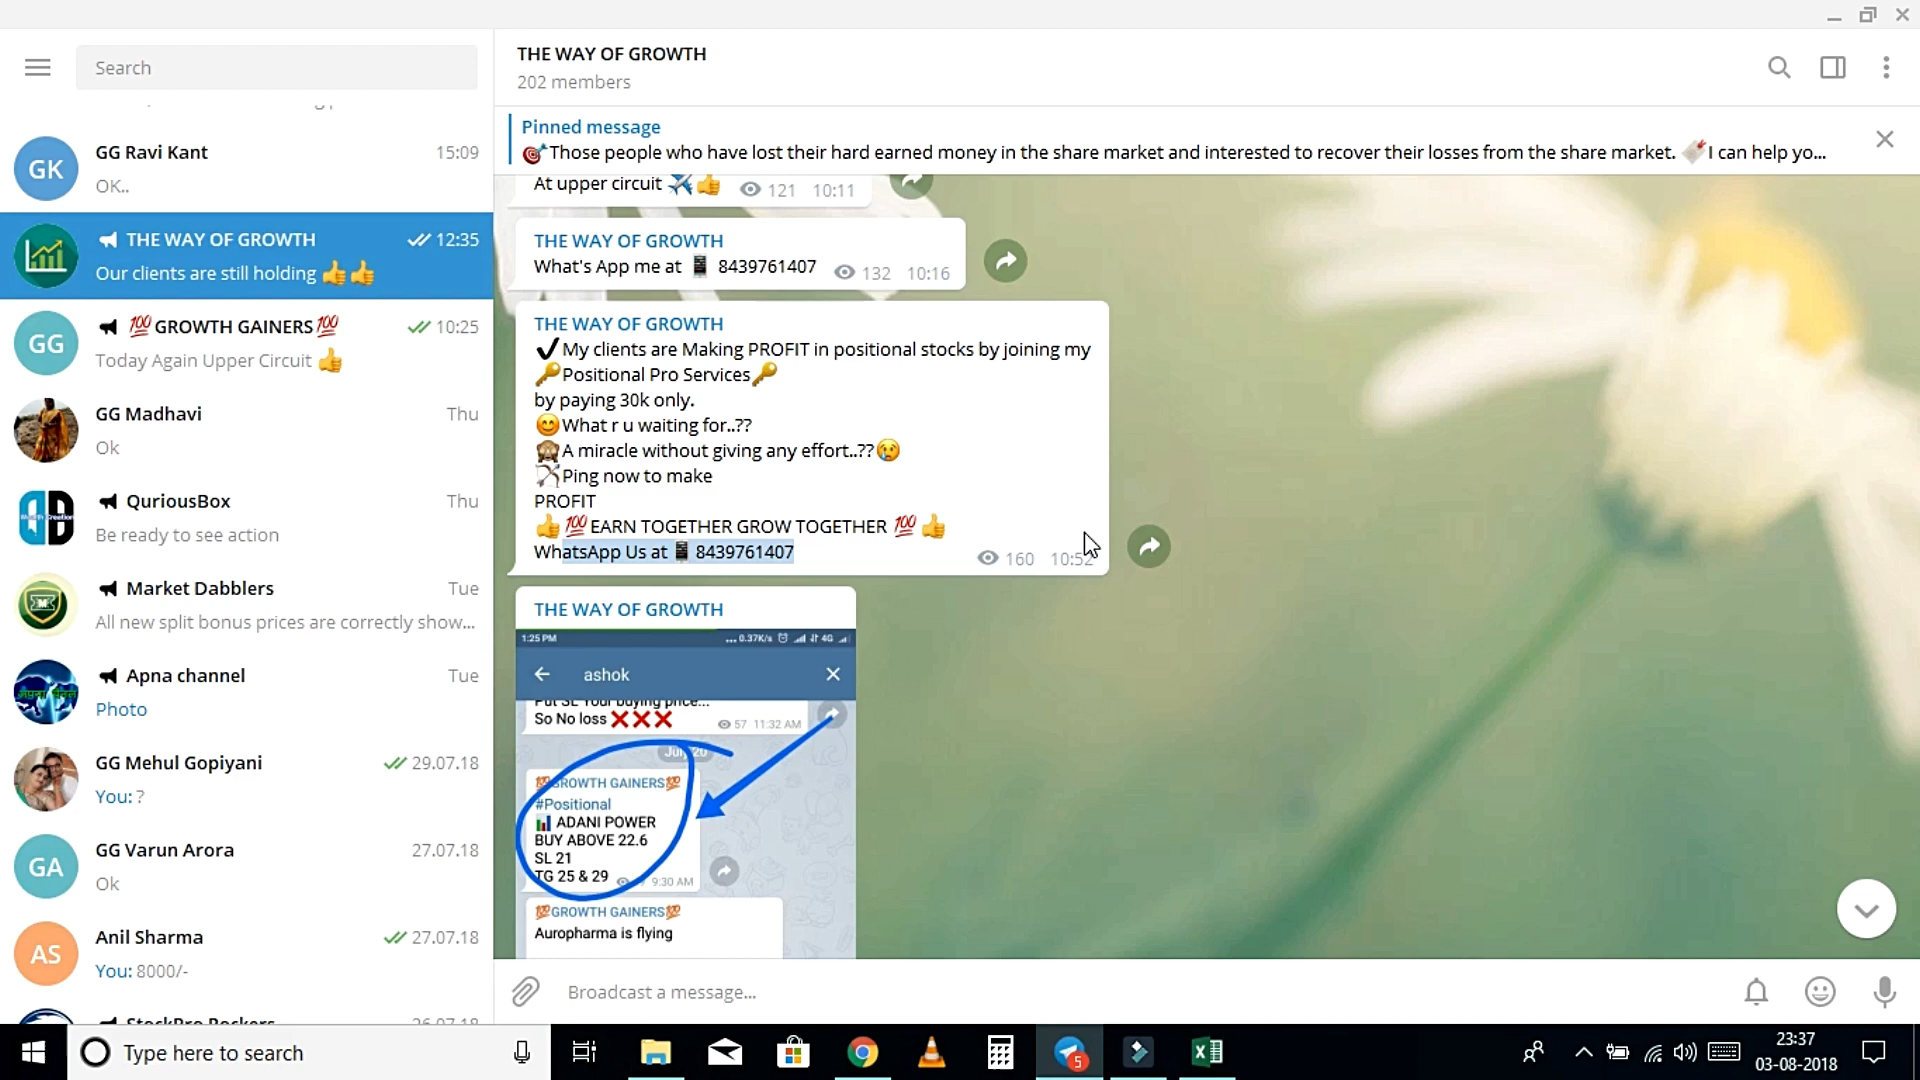 Search
GG Ravi Kant
15:09
GK
OK..
THE WAY OF GROWTH
12:35
Our clients are still holding 👍👍
💯GROWTH GAINERS💯
10:25
GG
Today Again Upper Circuit 👍
GG Madhavi
Thu
Ok
QuriousBox
Thu
Be ready to see action
Market Dabblers
Tue
All new split bonus prices are correctly show...
Apna channel
Tue
Photo
GG Mehul Gopiyani
29.07.18
You: ?
GG Varun Arora
27.07.18
GA
Ok
Anil Sharma
27.07.18
AS
You: 8000/-
THE WAY OF GROWTH
202 members
Pinned message
🎯Those people who have lost their hard earned money in the share market and interested to recover their losses from the share market. I can help yo...
At upper circuit ✈️👍 121 10:11
THE WAY OF GROWTH
What's App me at 📱 8439761407 132 10:16
THE WAY OF GROWTH
✔My clients are Making PROFIT in positional stocks by joining my
🔑Positional Pro Services🔑
by paying 30k only.
😊What r u waiting for..??
🙈A miracle without giving any effort..??😢
🏹Ping now to make
PROFIT
👍💯EARN TOGETHER GROW TOGETHER 💯👍
WhatsApp Us at 📱 8439761407
160 10:52
THE WAY OF GROWTH
1:25 PM
... 0.37K/s 4G
ashok
Put SL Your buying price...
So No loss ❌❌❌ 57 11:32 AM
💯GROWTH GAINERS💯
#Positional
📊 ADANI POWER
BUY ABOVE 22.6
SL 21
TG 25 & 29
9:30 AM
💯GROWTH GAINERS💯
Auropharma is flying
Broadcast a message...
Type here to search
5
23:37
03-08-2018